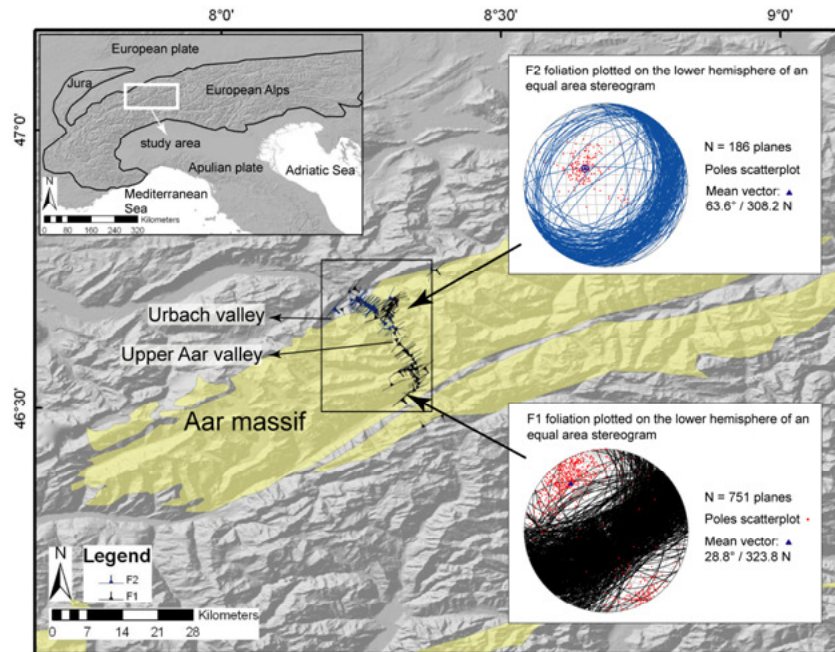 8°0'
8°30'
9°0'
47°0'
46°30'
European plate
Jura
European Alps
study area
Apulian plate
Adriatic Sea
Mediterranean
Sea
N
Kilometers
0 80 160 240 320
F2 foliation plotted on the lower hemisphere of an
equal area stereogram
N = 186 planes
Poles scatterplot
Mean vector:
63.6° / 308.2 N
Urbach valley
Upper Aar valley
Aar massif
F1 foliation plotted on the lower hemisphere of an
equal area stereogram
N = 751 planes
Poles scatterplot
Mean vector:
28.8° / 323.8 N
N
Legend
F2
F1
Kilometers
0 7 14 21 28